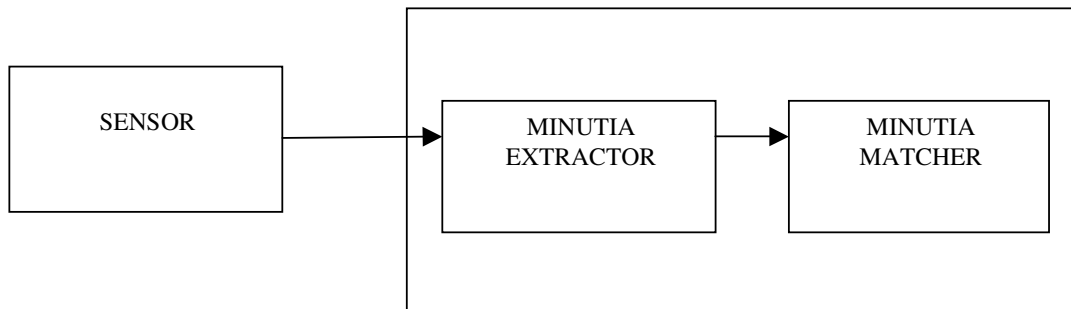 SENSOR
MINUTIA
EXTRACTOR
MINUTIA
MATCHER